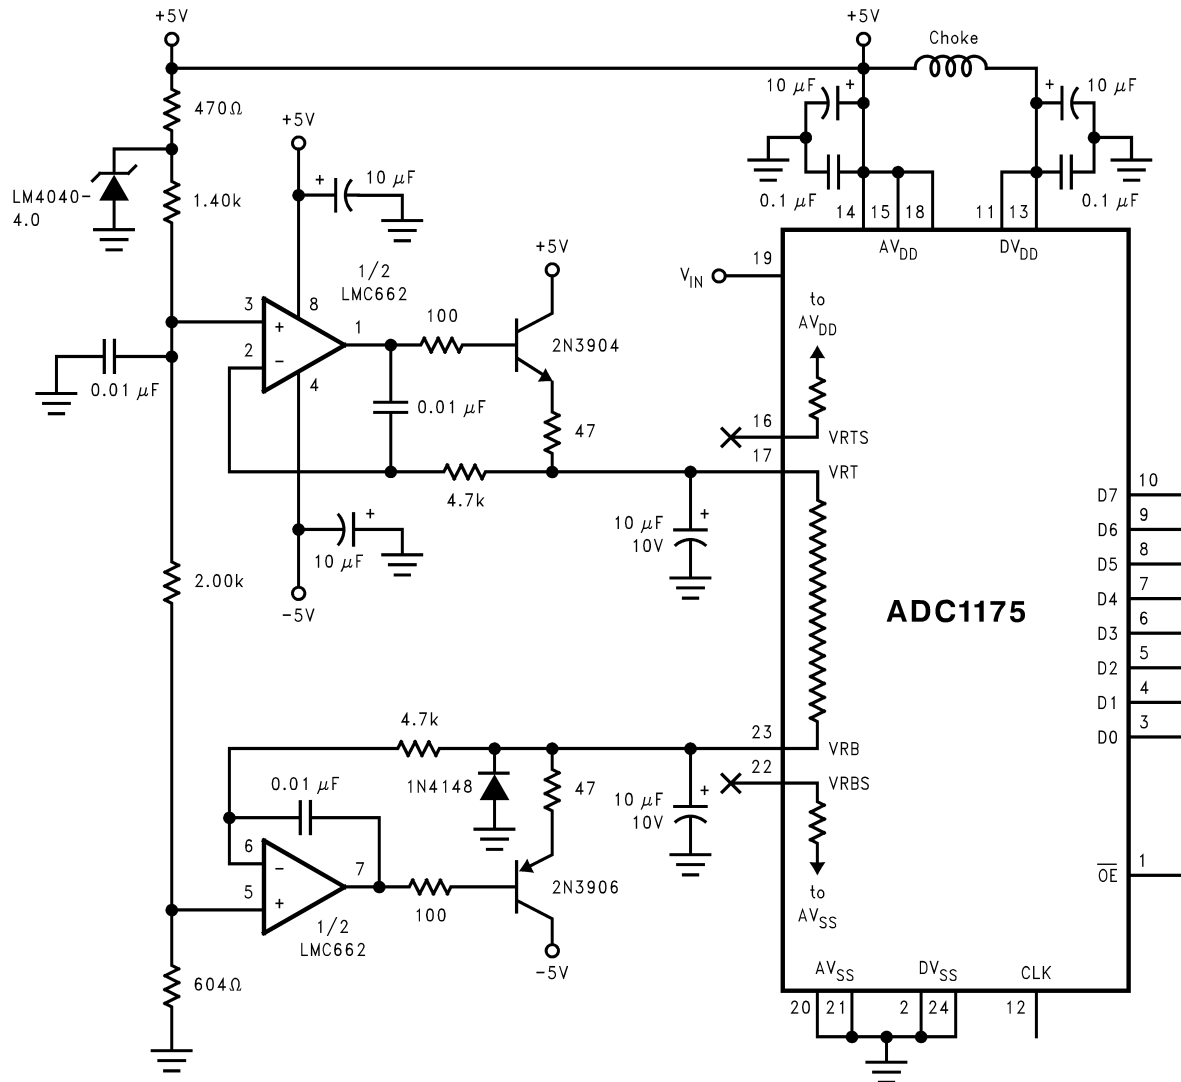 +5V
+5V
Choke
470Ω
10 µF +
+ 10 µF
+5V
LM4040-
4.0
1.40k
+ 10 µF
0.1 µF
14 15 18
11 13
0.1 µF
AVDD
DVDD
+5V
VIN
19
1/2
LMC662
3
+
8
1
100
2N3904
to
AVDD
2
−
4
0.01 µF
0.01 µF
47
16
VRTS
17
VRT
4.7k
10 µF
10V
+
+
10 µF
-5V
2.00k
ADC1175
D7 10
D6 9
D5 8
D4 7
D3 6
D2 5
D1 4
D0 3
4.7k
23
VRB
22
VRBS
1N4148
47
0.01 µF
10 µF
10V
+
6
−
7
5
+
100
2N3906
1/2
LMC662
-5V
to
AVSS
OE 1
604Ω
AVSS
DVSS
CLK
20 21
2 24
12